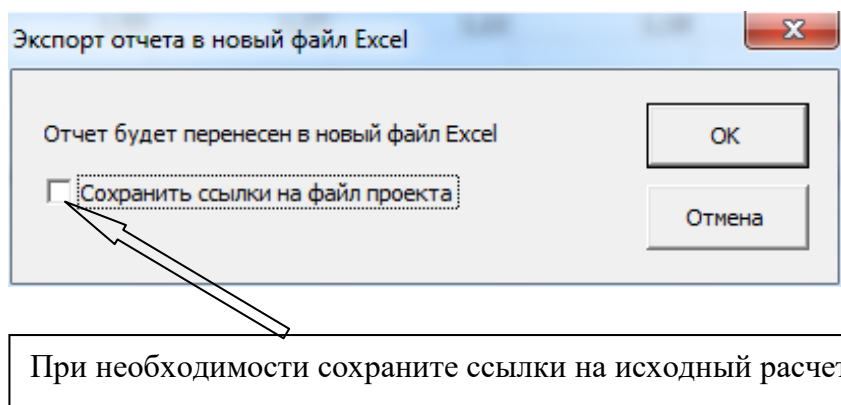 Экспорт отчета в новый файл Excel
Отчет будет перенесен в новый файл Excel
OK
Сохранить ссылки на файл проекта
Отмена
При необходимости сохраните ссылки на исходный расчет